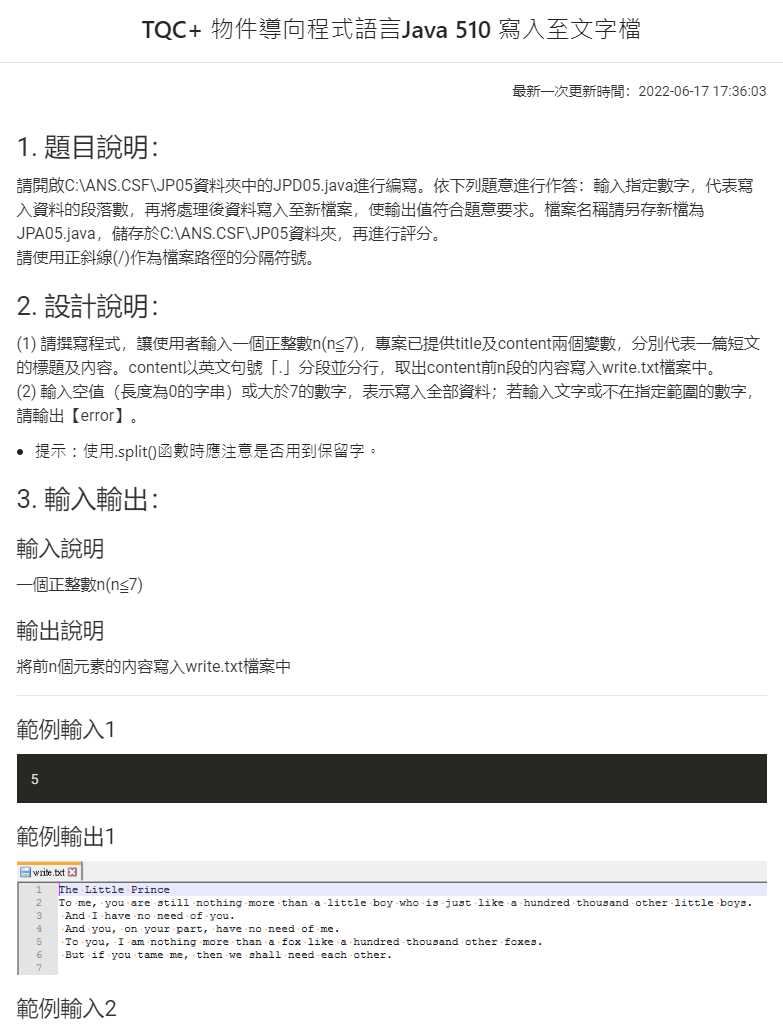 TQC+ 物件導向程式語言Java 510 寫入至文字檔
最新一次更新時間：2022-06-17 17:36:03
1. 題目說明：
請開啟C:\ANS.CSF\JP05資料夾中的JPD05.java進行編寫。依下列題意進行作答：輸入指定數字，代表寫
入資料的段落數，再將處理後資料寫入至新檔案，使輸出值符合題意要求。檔案名稱請另存新檔為
JPA05.java，儲存於C:\ANS.CSF\JP05資料夾，再進行評分。
請使用正斜線(/)作為檔案路徑的分隔符號。
2. 設計說明：
(1) 請撰寫程式，讓使用者輸入一個正整數n(n≦7)，專案已提供title及content兩個變數，分別代表一篇短文
的標題及內容。content以英文句號「.」分段並分行，取出content前n段的內容寫入write.txt檔案中。
(2) 輸入空值（長度為0的字串）或大於7的數字，表示寫入全部資料；若輸入文字或不在指定範圍的數字，
請輸出【error】。
• 提示：使用.split()函數時應注意是否用到保留字。
3. 輸入輸出：
輸入說明
一個正整數n(n≦7)
輸出說明
將前n個元素的內容寫入write.txt檔案中
範例輸入1
5
範例輸出1
write.txt
1 The Little Prince
2 To me, you are still nothing more than a little boy who is just like a hundred thousand other little boys.
3 And I have no need of you.
4 And you, on your part, have no need of me.
5 To you, I am nothing more than a fox like a hundred thousand other foxes.
6 But if you tame me, then we shall need each other.
7
範例輸入2